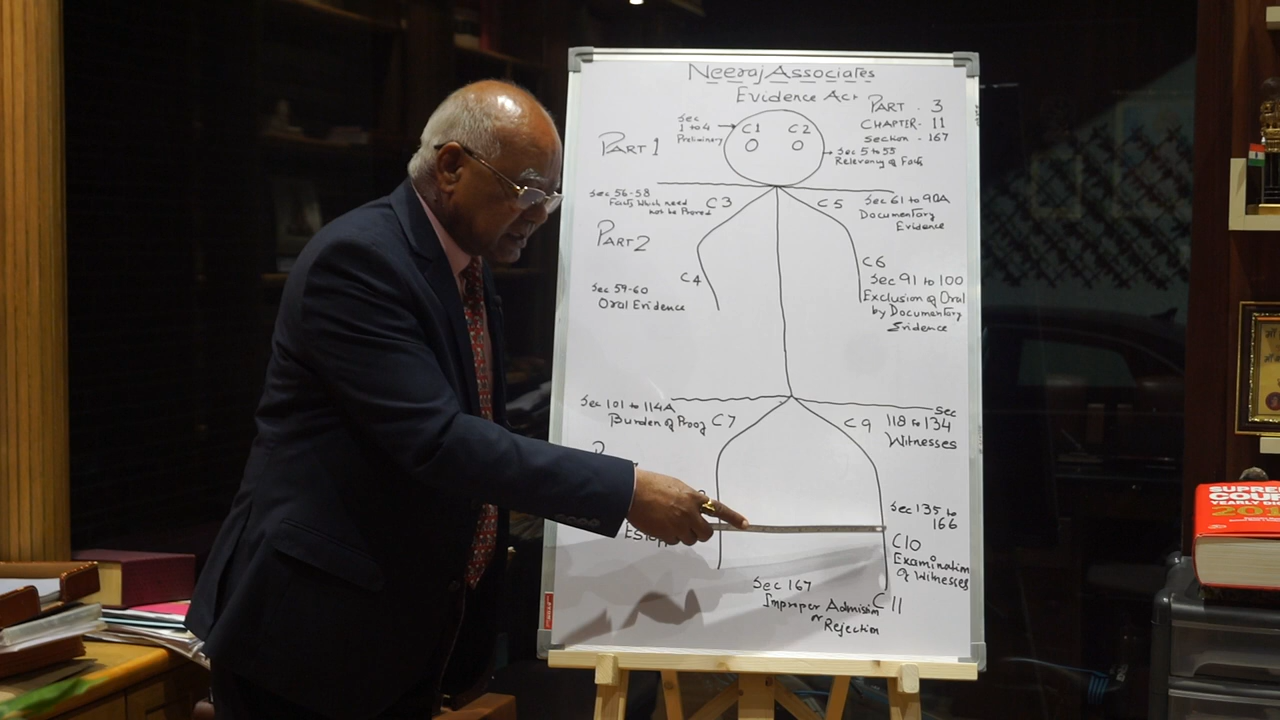 Neeraj Associates
Evidence Act
PART - 3
CHAPTER - 11
Section - 167
Sec
1 to 4
Preliminary
C1 C2
Sec 5 to 55
Relevancy of Facts
PART 1
Sec 56-58
Facts which need
not be Proved
C3
C5
Sec 61 to 90A
Documentary
Evidence
PART 2
C4
Sec 59-60
Oral Evidence
C6
Sec 91 to 100
Exclusion of Oral
by Documentary
Evidence
Sec 101 to 114A
Burden of Proof
C7
C9
Sec
118 to 134
Witnesses
Sec 135 to
166
C10
Examination
of Witnesses
Sec 167
Improper Admission
or
Rejection
C11
SUPREME
COUR
YEARLY DI